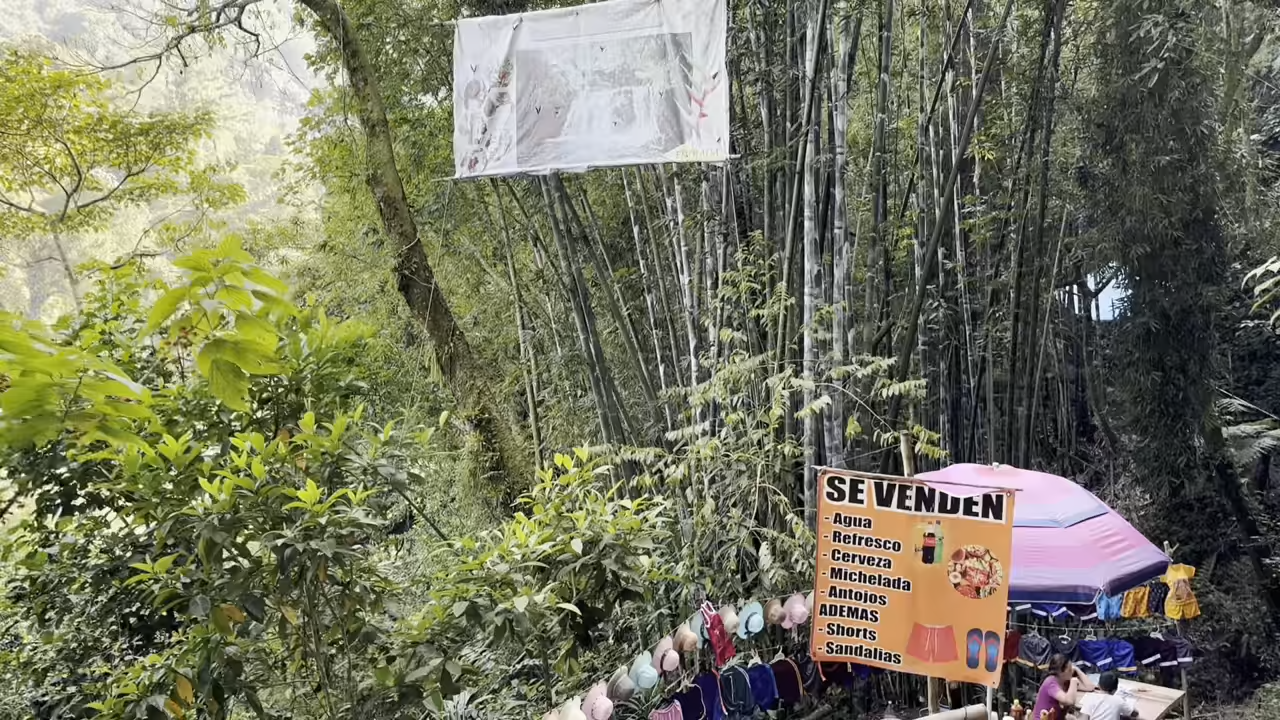 SE VENDEN
- Agua
- Refresco
- Cerveza
- Michelada
- Antojos
ADEMAS
- Shorts
- Sandalias